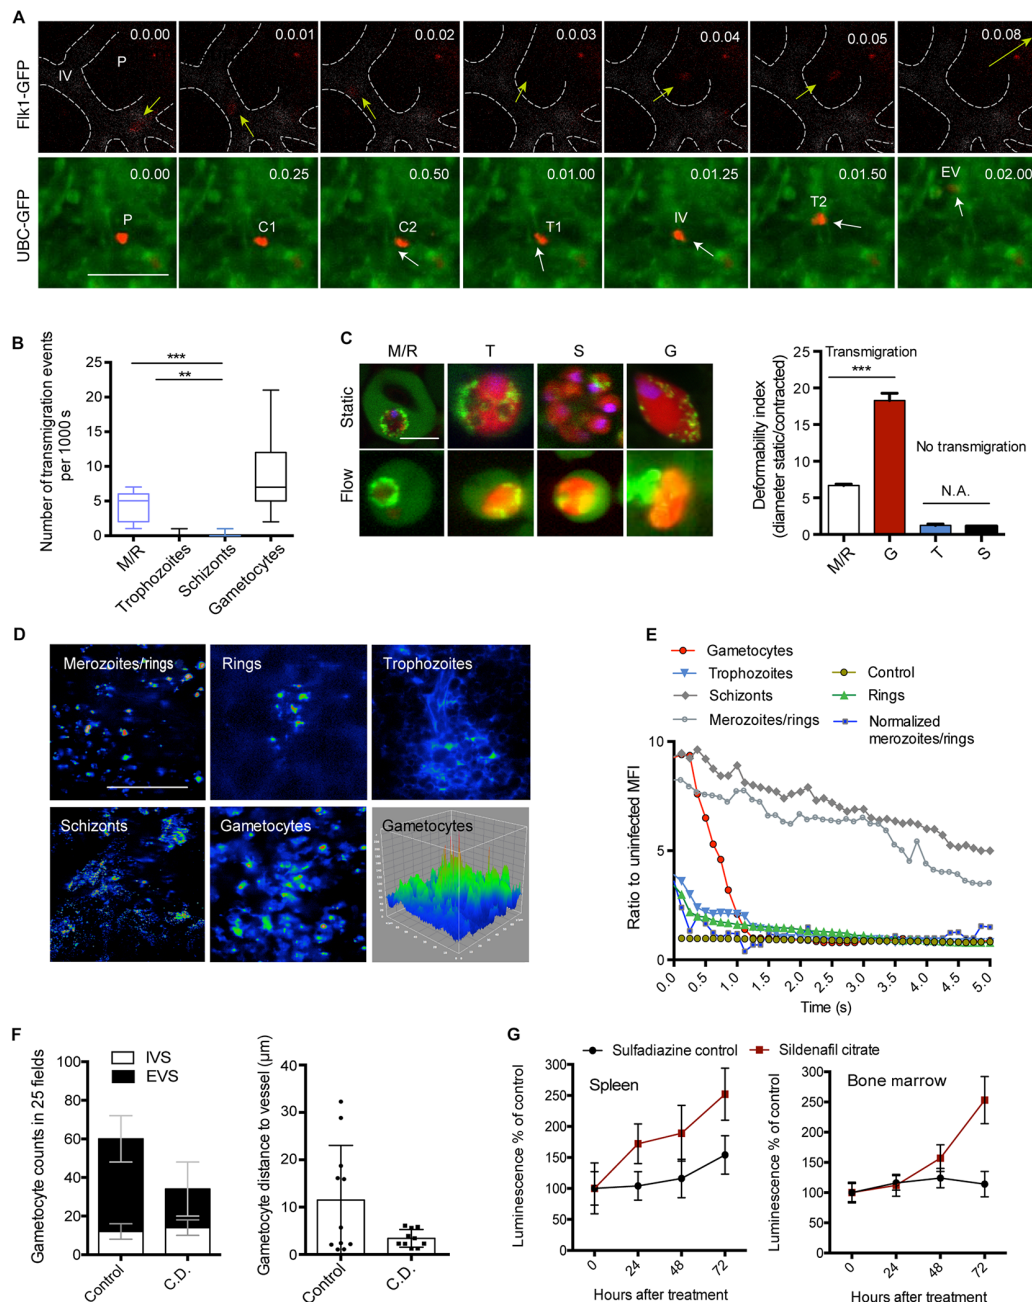 A
Flk1-GFP
0.0.00
0.0.01
0.0.02
0.0.03
0.0.04
0.0.05
0.0.08
IV
P
UBC-GFP
0.0.00
0.0.25
0.0.50
0.01.00
0.01.25
0.01.50
0.02.00
P
C1
C2
T1
IV
T2
EV
B
Number of transmigration events
per 1000 s
25
20
15
10
5
0
***
**
M/R
Trophozoites
Schizonts
Gametocytes
C
M/R
T
S
G
Static
Flow
Deformability index
(diameter static/contracted)
25
20
15
10
5
0
Transmigration
***
No transmigration
N.A.
M/R
G
T
S
D
Merozoites/rings
Rings
Trophozoites
Schizonts
Gametocytes
Gametocytes
E
Gametocytes
Trophozoites
Schizonts
Merozoites/rings
Control
Rings
Normalized
merozoites/rings
Ratio to uninfected MFI
10
5
0
0.0
0.5
1.0
1.5
2.0
2.5
3.0
3.5
4.0
4.5
5.0
Time (s)
F
IVS
EVS
Gametocyte counts in 25 fields
100
80
60
40
20
0
Control
C.D.
Gametocyte distance to vessel (µm)
40
30
20
10
0
Control
C.D.
G
Sulfadiazine control
Sildenafil citrate
Spleen
Luminescence % of control
300
250
200
150
100
50
0
0
24
48
72
Hours after treatment
Bone marrow
Luminescence % of control
300
250
200
150
100
50
0
0
24
48
72
Hours after treatment